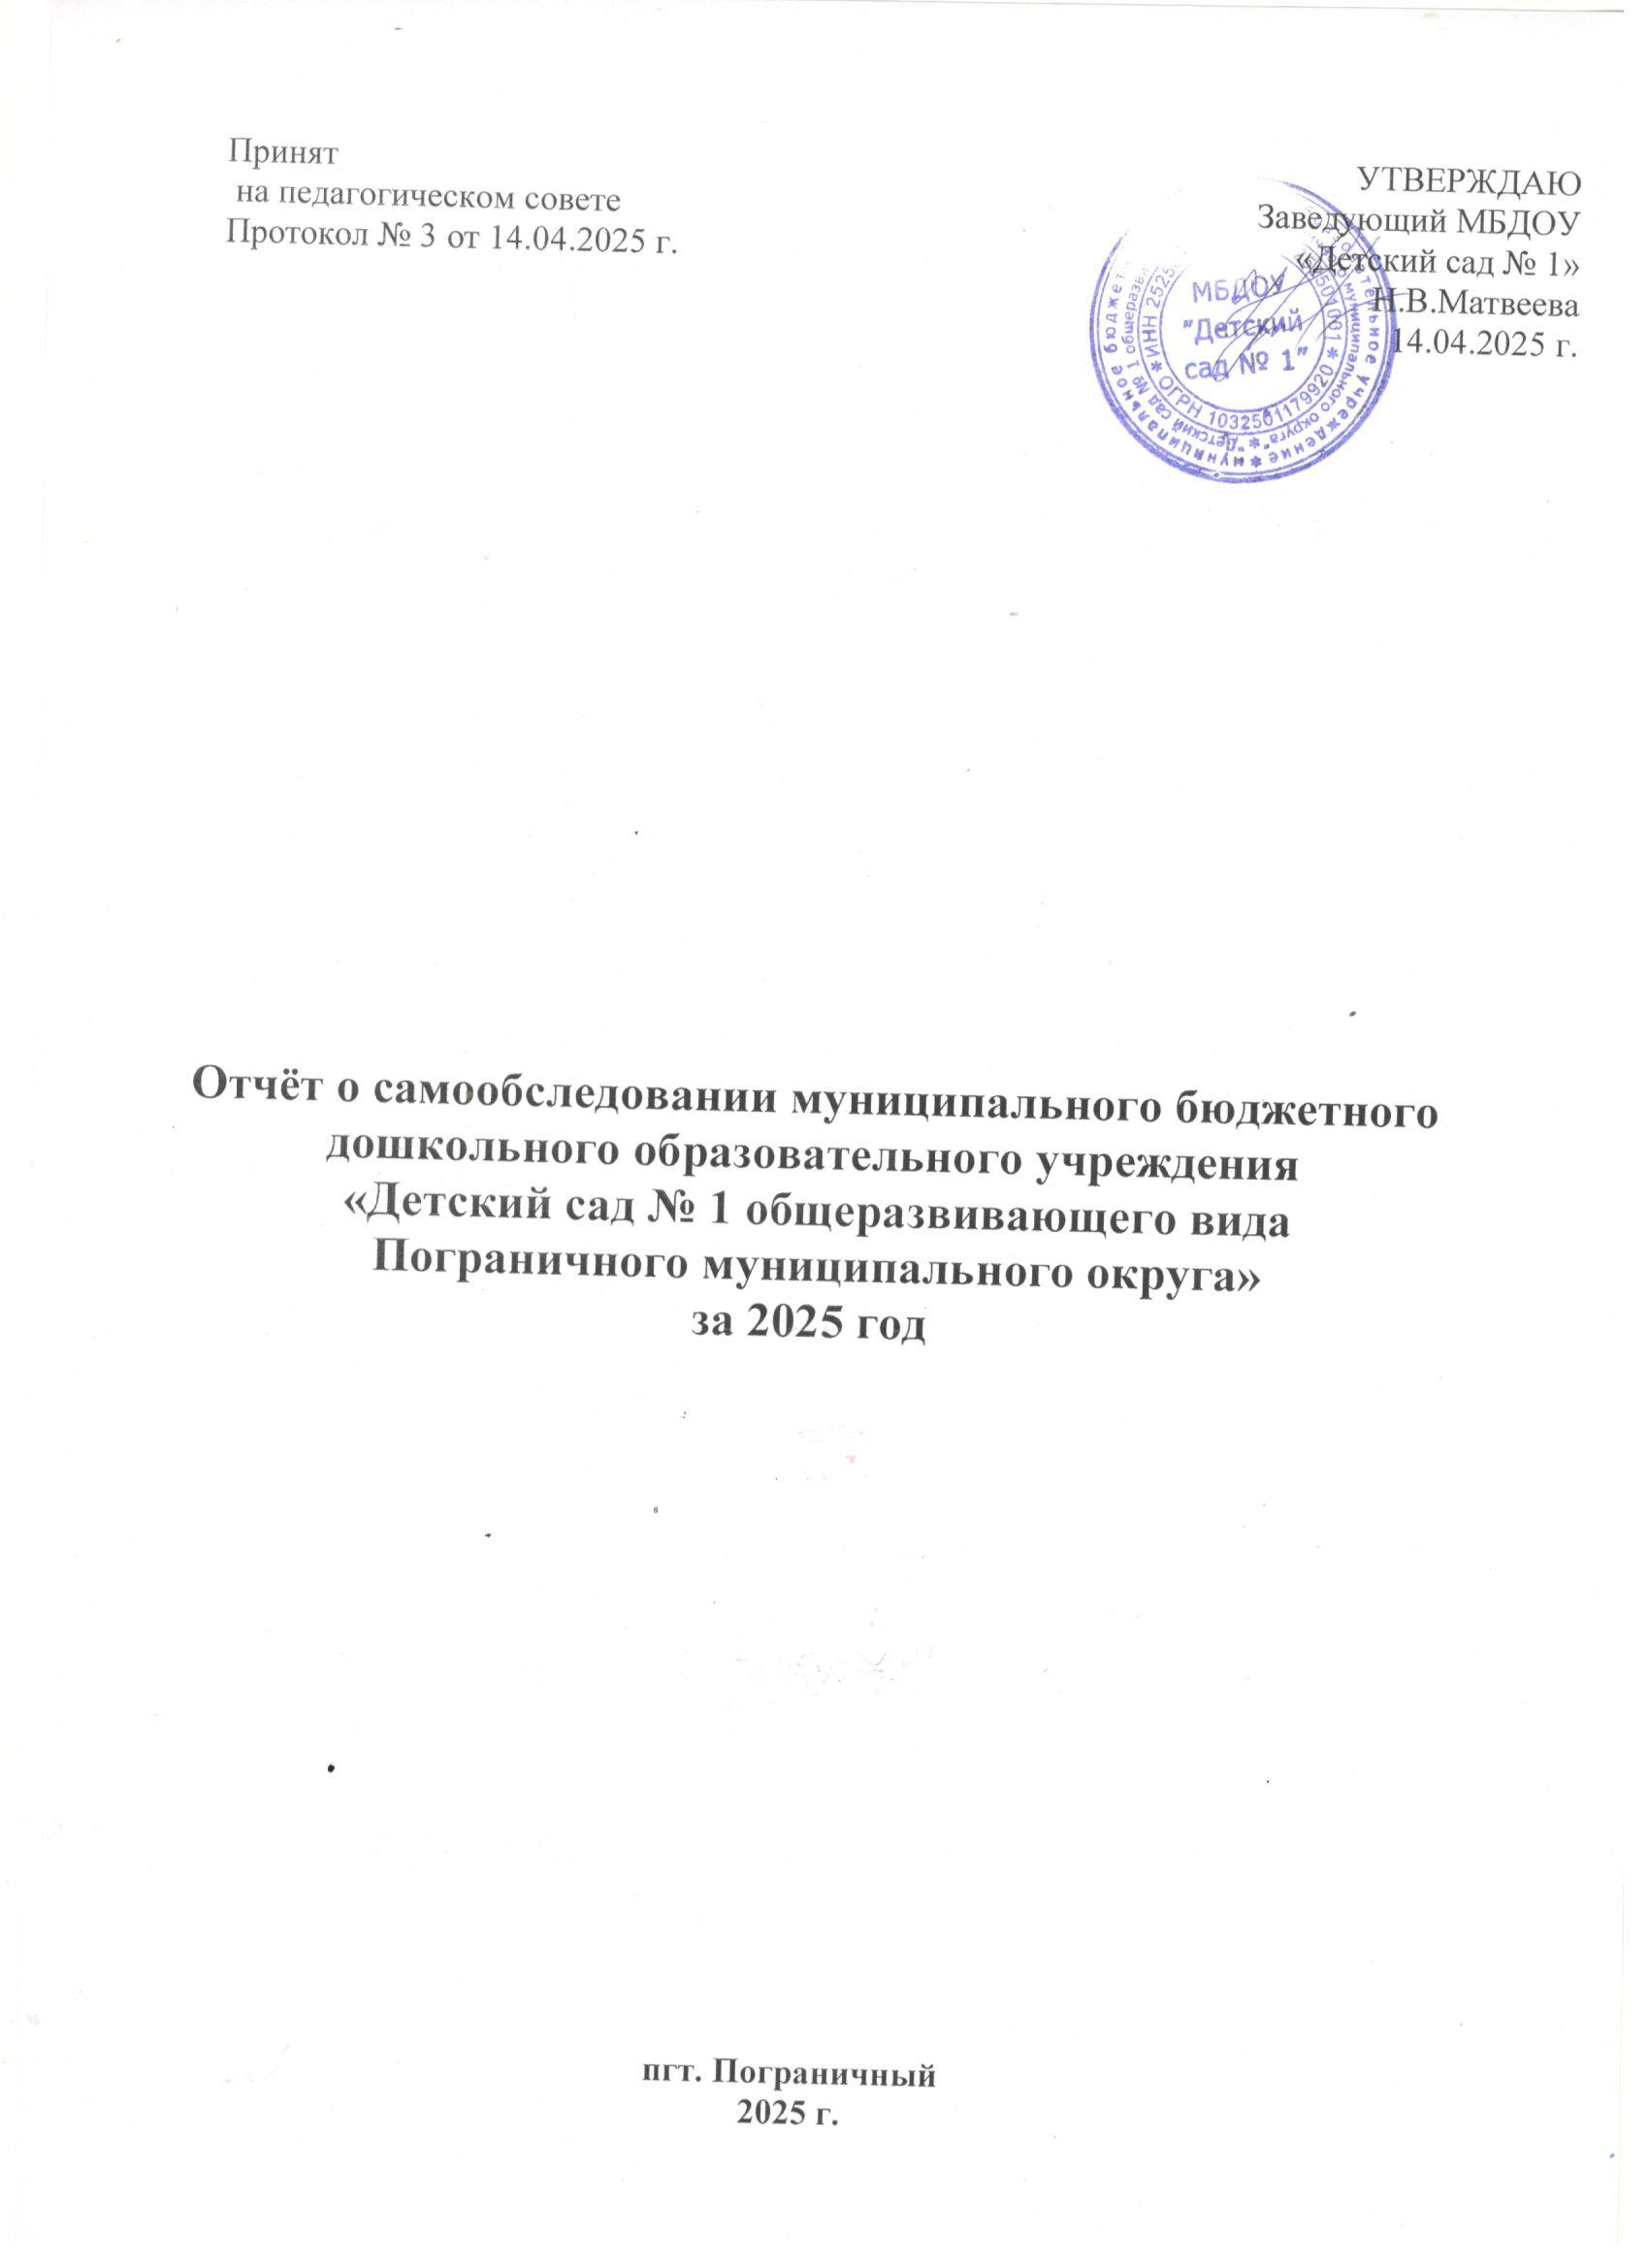 Принят
на педагогическом совете
Протокол № 3 от 14.04.2025 г.
УТВЕРЖДАЮ
Заведующий МБДОУ
«Детский сад № 1»
Н.В.Матвеева
14.04.2025 г.
МБДОУ
"Детский
сад № 1"
ОГРН 1032501179920
Отчёт о самообследовании муниципального бюджетного
дошкольного образовательного учреждения
«Детский сад № 1 общеразвивающего вида
Пограничного муниципального округа»
за 2025 год
пгт. Пограничный
2025 г.